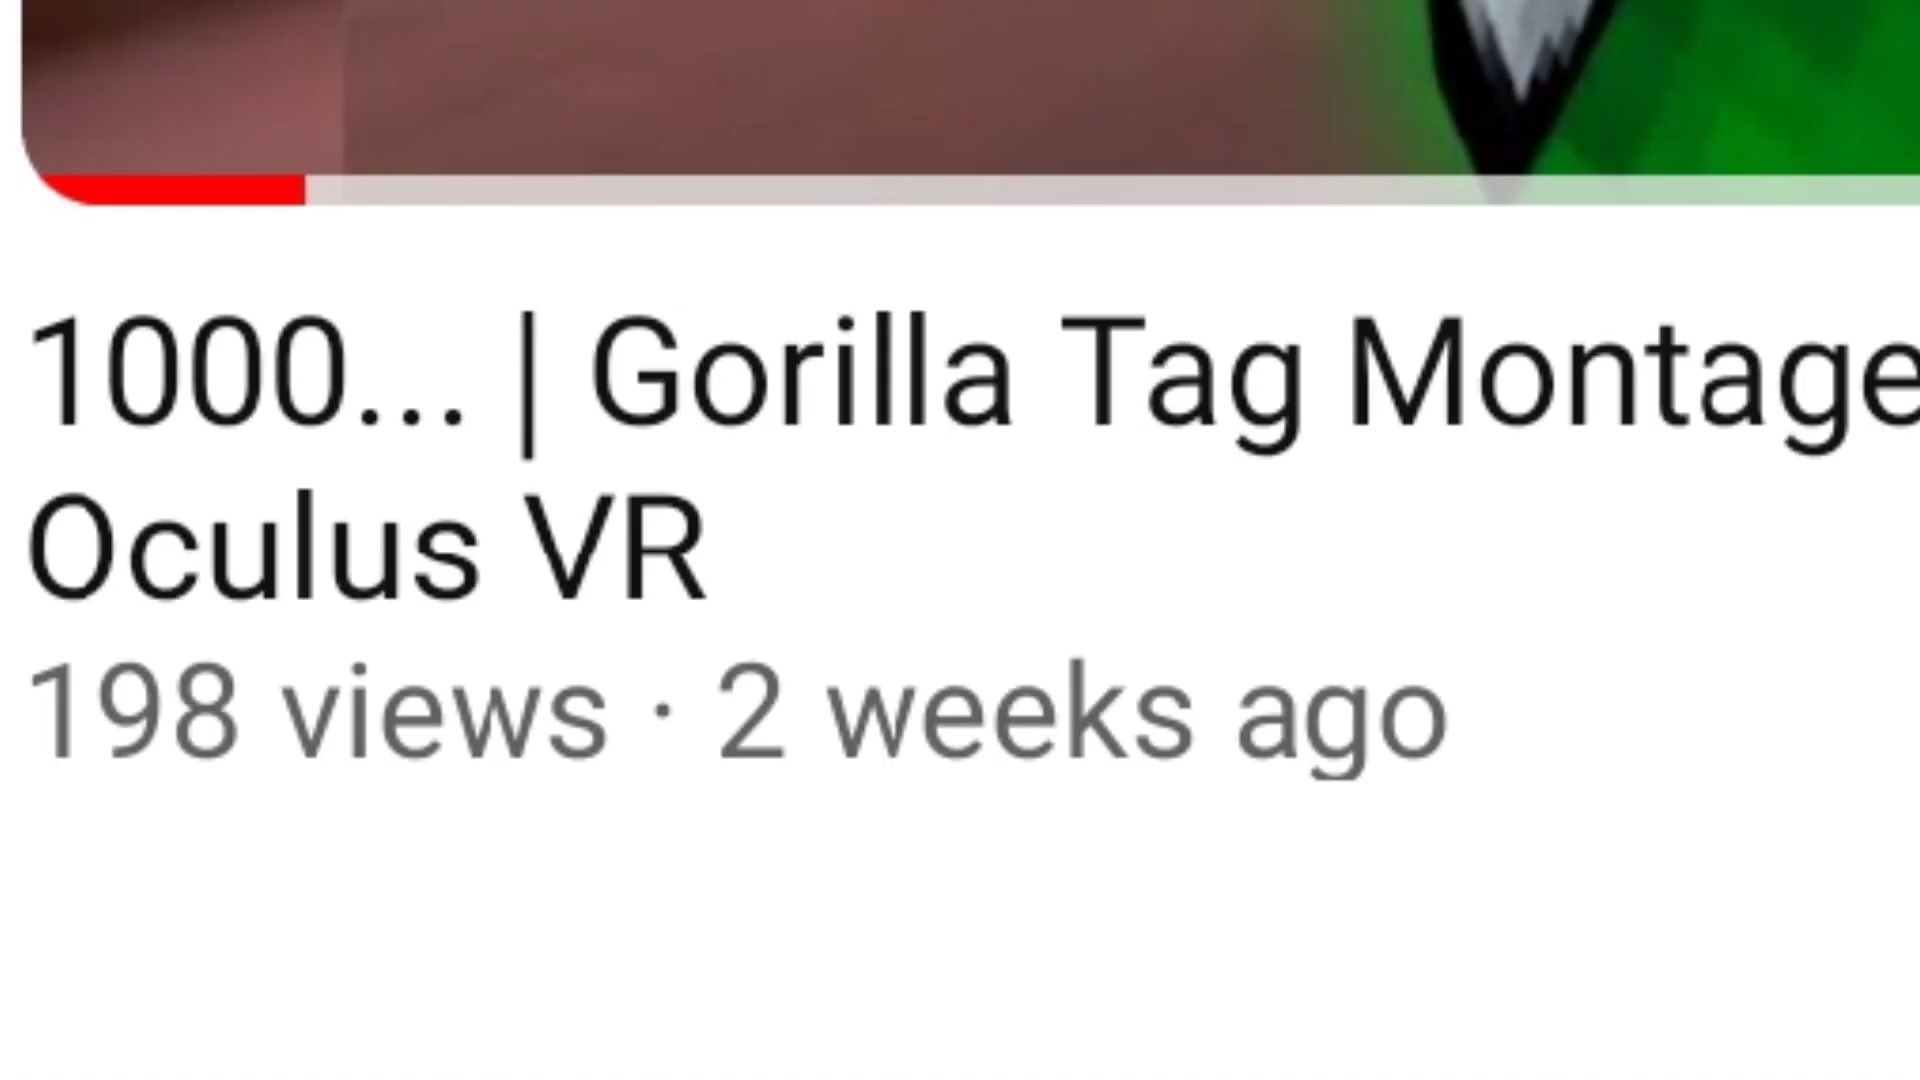 1000... | Gorilla Tag Montage
Oculus VR
198 views · 2 weeks ago